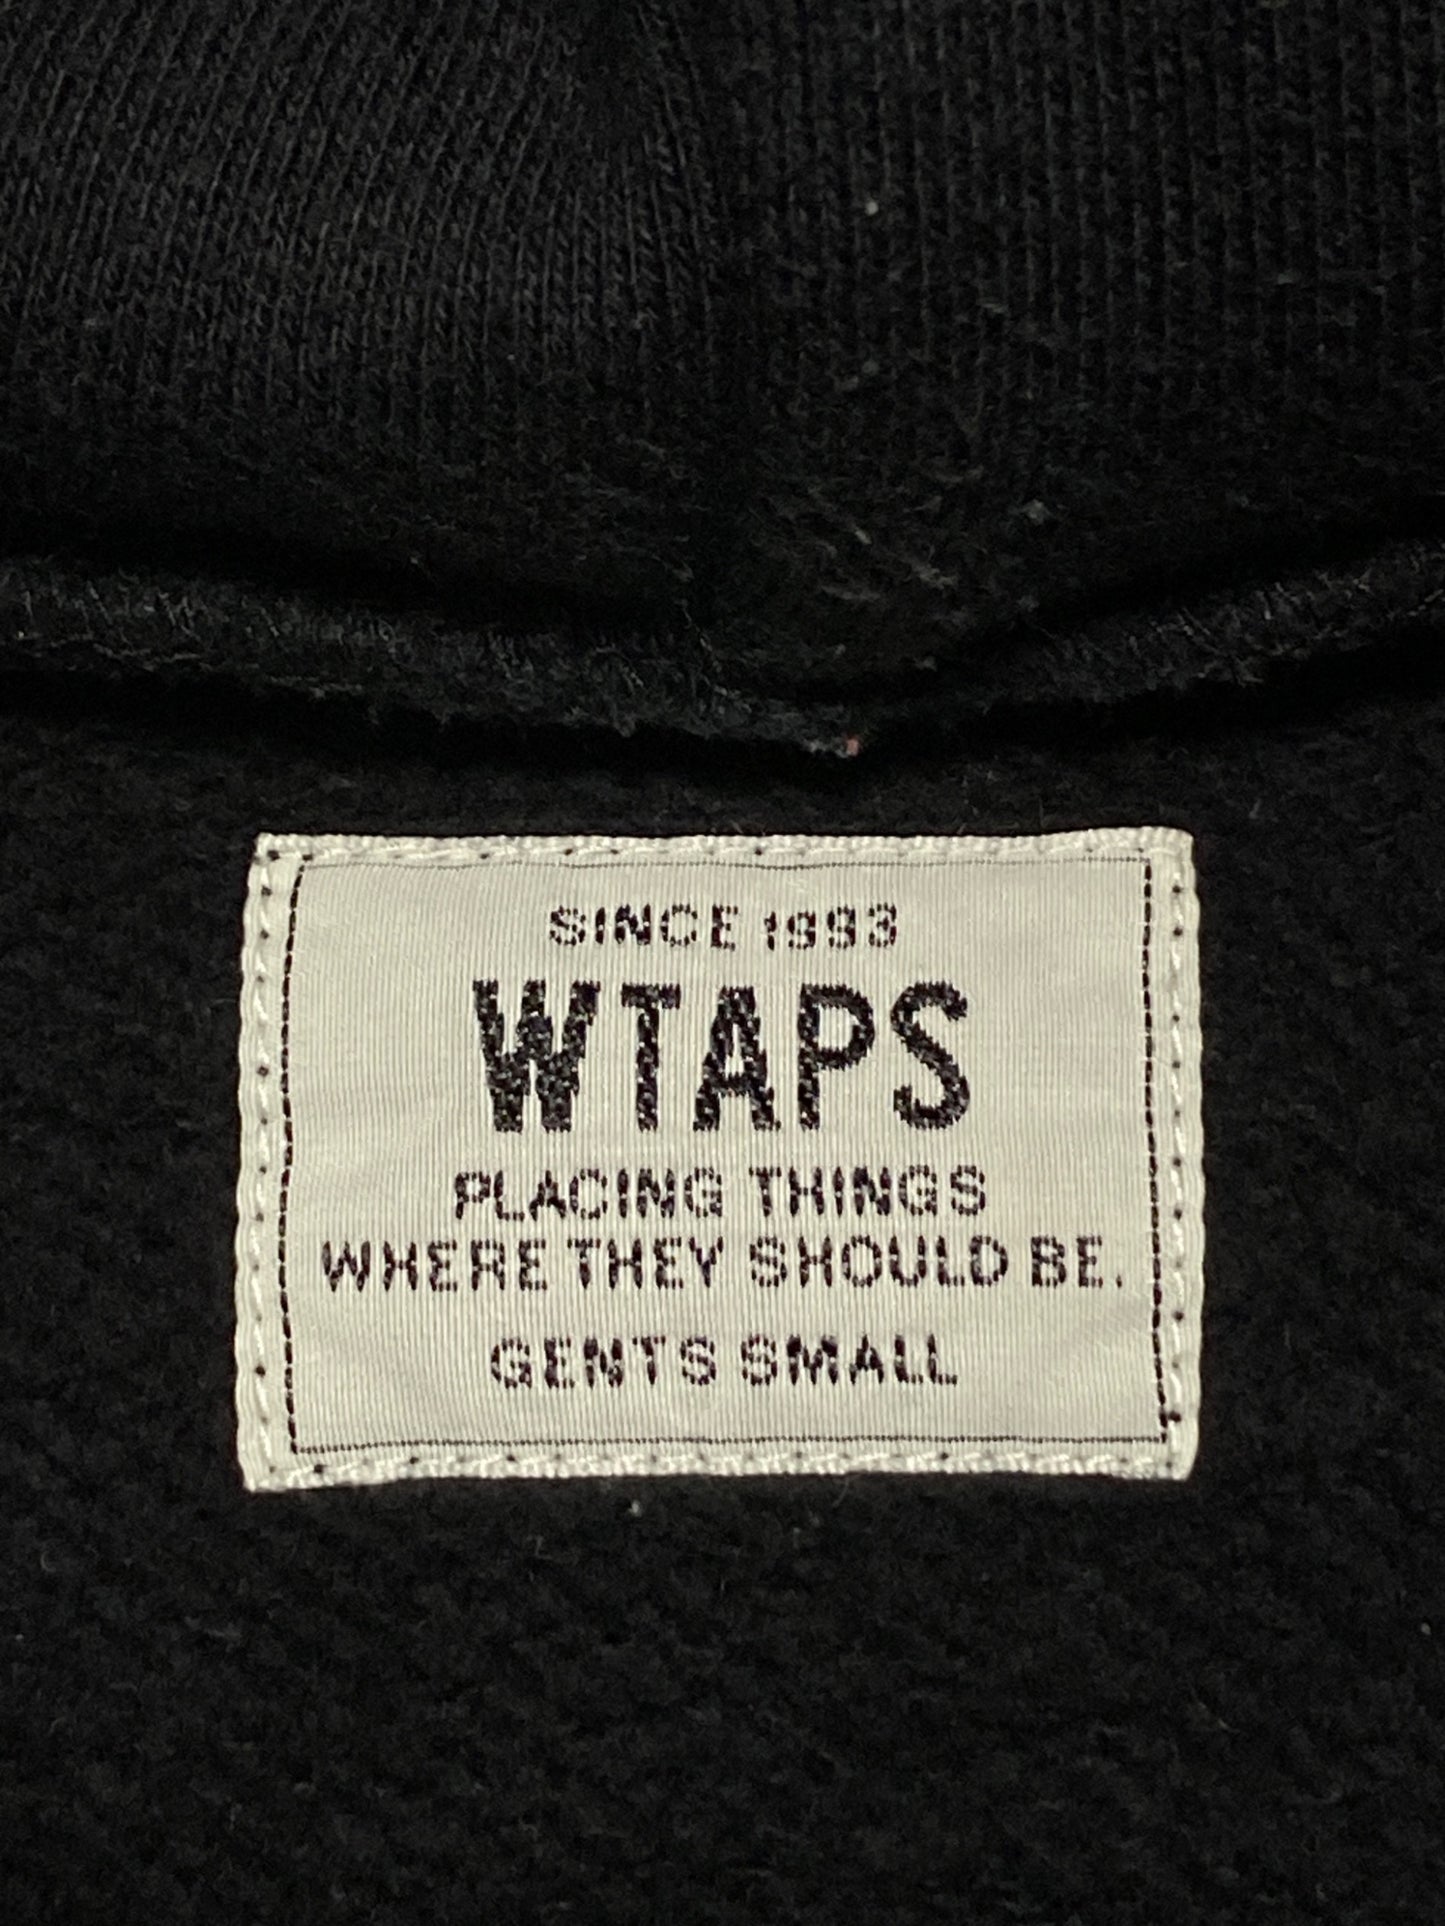 SINCE 1993
WTAPS
PLACING THINGS
WHERE THEY SHOULD BE.
GENTS SMALL